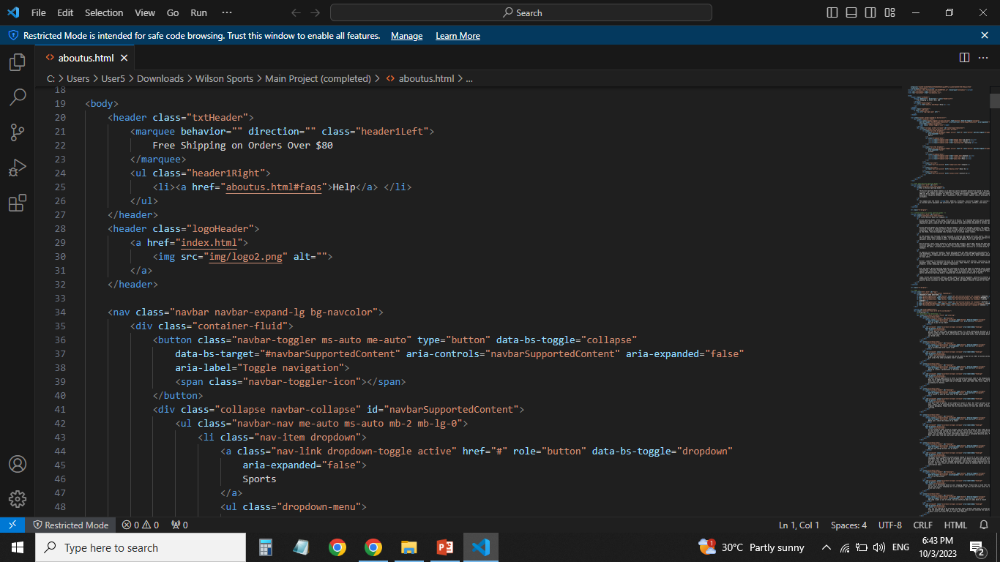 File Edit Selection View Go Run ··· Search
Restricted Mode is intended for safe code browsing. Trust this window to enable all features. Manage Learn More
<> aboutus.html
C: > Users > User5 > Downloads > Wilson Sports > Main Project (completed) > <> aboutus.html > ...
18
19 <body>
20 <header class="txtHeader">
21 <marquee behavior="" direction="" class="header1Left">
22 Free Shipping on Orders Over $80
23 </marquee>
24 <ul class="header1Right">
25 <li><a href="aboutus.html#faqs">Help</a> </li>
26 </ul>
27 </header>
28 <header class="logoHeader">
29 <a href="index.html">
30 <img src="img/logo2.png" alt="">
31 </a>
32 </header>
33
34 <nav class="navbar navbar-expand-lg bg-navcolor">
35 <div class="container-fluid">
36 <button class="navbar-toggler ms-auto me-auto" type="button" data-bs-toggle="collapse"
37 data-bs-target="#navbarSupportedContent" aria-controls="navbarSupportedContent" aria-expanded="false"
38 aria-label="Toggle navigation">
39 <span class="navbar-toggler-icon"></span>
40 </button>
41 <div class="collapse navbar-collapse" id="navbarSupportedContent">
42 <ul class="navbar-nav me-auto ms-auto mb-2 mb-lg-0">
43 <li class="nav-item dropdown">
44 <a class="nav-link dropdown-toggle active" href="#" role="button" data-bs-toggle="dropdown"
45 aria-expanded="false">
46 Sports
47 </a>
48 <ul class="dropdown-menu">
Restricted Mode 0 0 0 Ln 1, Col 1 Spaces: 4 UTF-8 CRLF HTML
Type here to search 1 30°C Partly sunny ENG 6:43 PM
10/3/2023 2